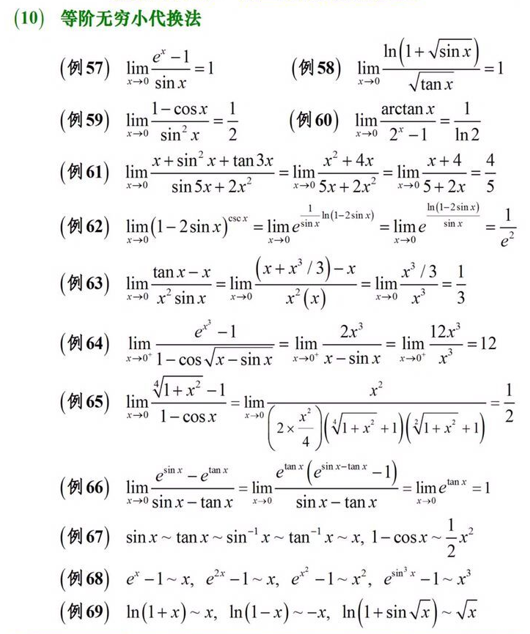 (10) 等阶无穷小代换法
(例57) lim_{x→0} (e^x −1)/(sin x) = 1 (例58) lim_{x→0} ln(1+√(sin x))/√(tan x) = 1
(例59) lim_{x→0} (1−cos x)/(sin² x) = 1/2 (例60) lim_{x→0} (arctan x)/(2^x −1) = 1/(ln 2)
(例61) lim_{x→0} (x+sin² x+tan 3x)/(sin 5x+2x²) = lim_{x→0} (x²+4x)/(5x+2x²) = lim_{x→0} (x+4)/(5+2x) = 4/5
(例62) lim_{x→0} (1−2sin x)^{csc x} = lim_{x→0} e^{(1/sin x) ln(1−2sin x)} = lim_{x→0} e^{ln(1−2sin x)/sin x} = 1/e²
(例63) lim_{x→0} (tan x−x)/(x² sin x) = lim_{x→0} ((x+x³/3)−x)/(x²(x)) = lim_{x→0} (x³/3)/x³ = 1/3
(例64) lim_{x→0⁺} (e^{x³} −1)/(1−cos√(x−sin x)) = lim_{x→0⁺} 2x³/(x−sin x) = lim_{x→0⁺} 12x³/x³ = 12
(例65) lim_{x→0} (∜(1+x²) −1)/(1−cos x) = lim_{x→0} x²/((2×x²/4)(∜(1+x²) +1)(²√(1+x²) +1)) = 1/2
(例66) lim_{x→0} (e^{sin x} − e^{tan x})/(sin x−tan x) = lim_{x→0} e^{tan x}(e^{sin x−tan x} −1)/(sin x−tan x) = lim_{x→0} e^{tan x} = 1
(例67) sin x ~ tan x ~ sin⁻¹ x ~ tan⁻¹ x ~ x, 1−cos x ~ 1/2 x²
(例68) e^x −1 ~ x, e^{2x} −1 ~ x, e^{x²} −1 ~ x², e^{sin³ x} −1 ~ x³
(例69) ln(1+x) ~ x, ln(1−x) ~ −x, ln(1+sin√x) ~ √x